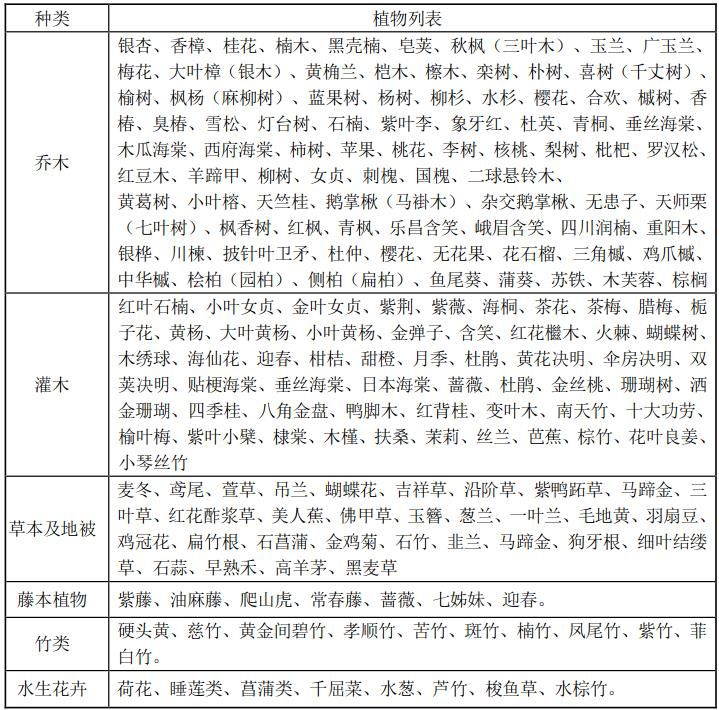 种类 植物列表
乔木
银杏、香樟、桂花、楠木、黑壳楠、皂荚、秋枫（三叶木）、玉兰、广玉兰、
梅花、大叶樟（银木）、黄桷兰、桤木、檫木、栾树、朴树、喜树（千丈树）、
榆树、枫杨（麻柳树）、蓝果树、杨树、柳杉、水杉、樱花、合欢、槭树、香
椿、臭椿、雪松、灯台树、石楠、紫叶李、象牙红、杜英、青桐、垂丝海棠、
木瓜海棠、西府海棠、柿树、苹果、桃花、李树、核桃、梨树、枇杷、罗汉松、
红豆木、羊蹄甲、柳树、女贞、刺槐、国槐、二球悬铃木、
黄葛树、小叶榕、天竺桂、鹅掌楸（马褂木）、杂交鹅掌楸、无患子、天师栗
（七叶树）、枫香树、红枫、青枫、乐昌含笑、峨眉含笑、四川润楠、重阳木、
银桦、川楝、披针叶卫矛、杜仲、樱花、无花果、花石榴、三角槭、鸡爪槭、
中华槭、桧柏（园柏）、侧柏（扁柏）、鱼尾葵、蒲葵、苏铁、木芙蓉、棕榈
灌木
红叶石楠、小叶女贞、金叶女贞、紫荆、紫薇、海桐、茶花、茶梅、腊梅、栀
子花、黄杨、大叶黄杨、小叶黄杨、金弹子、含笑、红花檵木、火棘、蝴蝶树、
木绣球、海仙花、迎春、柑桔、甜橙、月季、杜鹃、黄花决明、伞房决明、双
荚决明、贴梗海棠、垂丝海棠、日本海棠、蔷薇、杜鹃、金丝桃、珊瑚树、洒
金珊瑚、四季桂、八角金盘、鸭脚木、红背桂、变叶木、南天竹、十大功劳、
榆叶梅、紫叶小檗、棣棠、木槿、扶桑、茉莉、丝兰、芭蕉、棕竹、花叶良姜、
小琴丝竹
草本及地被
麦冬、鸢尾、萱草、吊兰、蝴蝶花、吉祥草、沿阶草、紫鸭跖草、马蹄金、三
叶草、红花酢浆草、美人蕉、佛甲草、玉簪、葱兰、一叶兰、毛地黄、羽扇豆、
鸡冠花、扁竹根、石菖蒲、金鸡菊、石竹、韭兰、马蹄金、狗牙根、细叶结缕
草、石蒜、早熟禾、高羊茅、黑麦草
藤本植物 紫藤、油麻藤、爬山虎、常春藤、蔷薇、七姊妹、迎春。
竹类
硬头黄、慈竹、黄金间碧竹、孝顺竹、苦竹、斑竹、楠竹、凤尾竹、紫竹、菲
白竹。
水生花卉 荷花、睡莲类、菖蒲类、千屈菜、水葱、芦竹、梭鱼草、水棕竹。